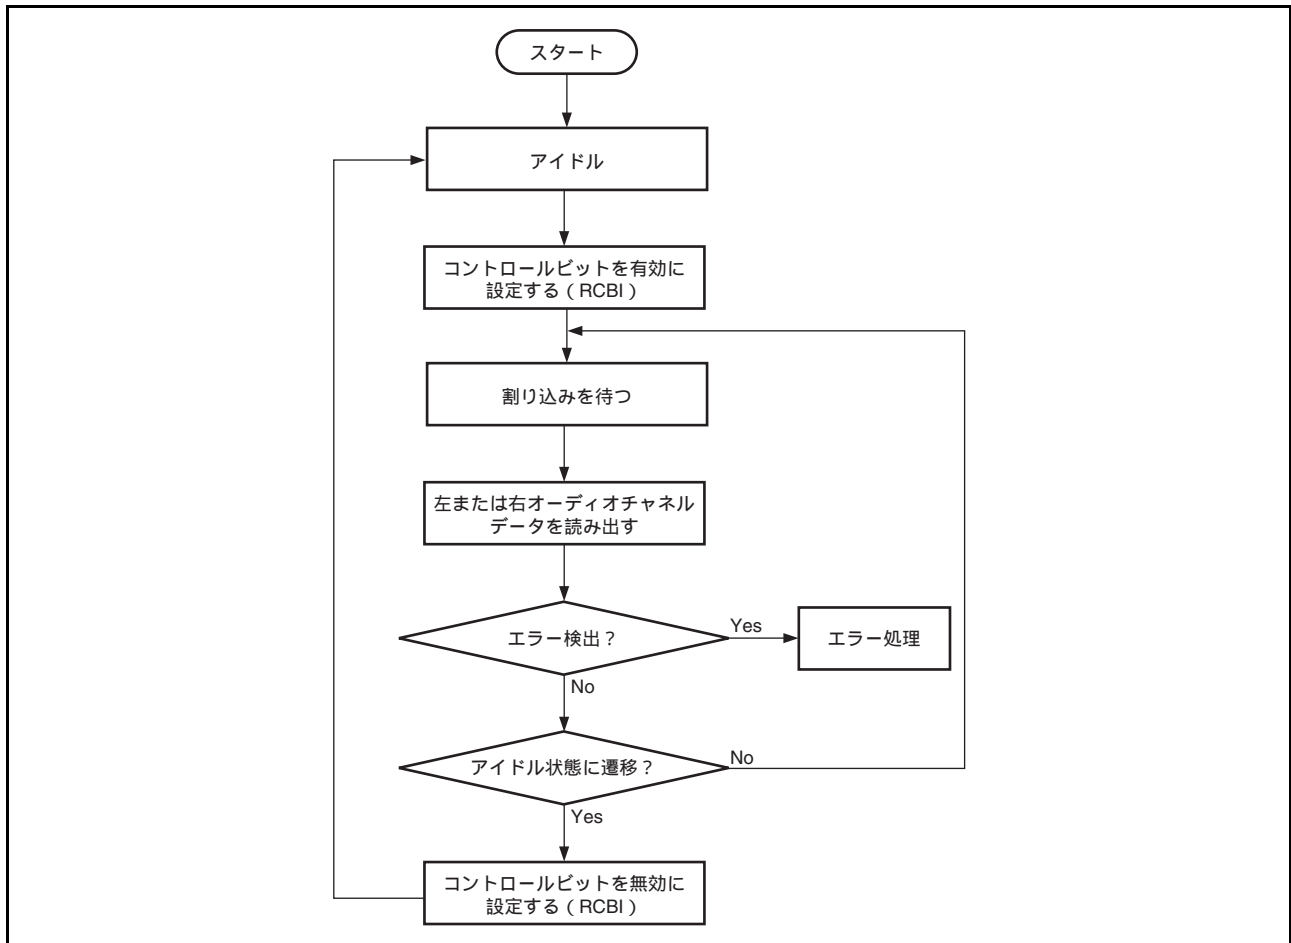 スタート
アイドル
コントロールビットを有効に
設定する（RCBI）
割り込みを待つ
左または右オーディオチャネル
データを読み出す
エラー検出？
Yes
エラー処理
No
アイドル状態に遷移？
No
Yes
コントロールビットを無効に
設定する（RCBI）